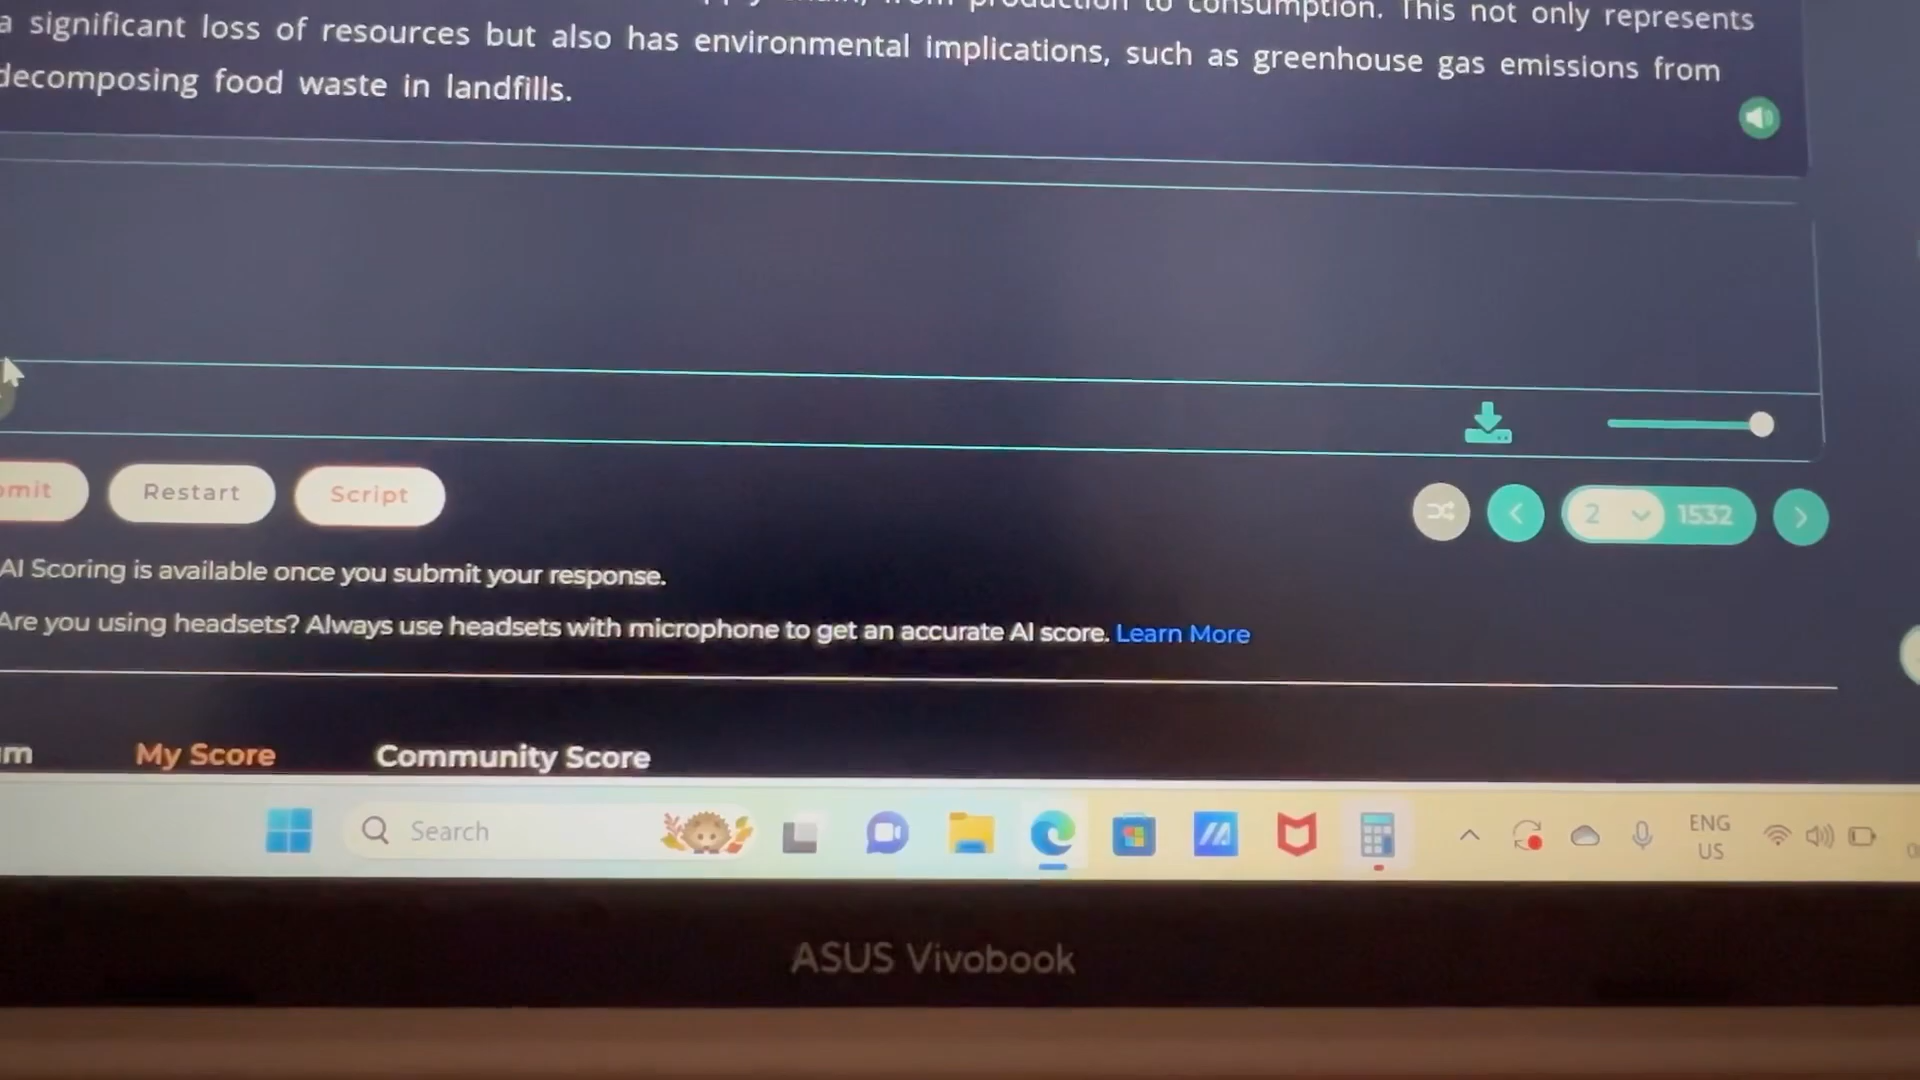 to consumption. This not only represents
a significant loss of resources but also has environmental implications, such as greenhouse gas emissions from
decomposing food waste in landfills.
Restart
Script
2
1532
AI Scoring is available once you submit your response.
Are you using headsets? Always use headsets with microphone to get an accurate AI score. Learn More
My Score
Community Score
Search
ENG
US
ASUS Vivobook